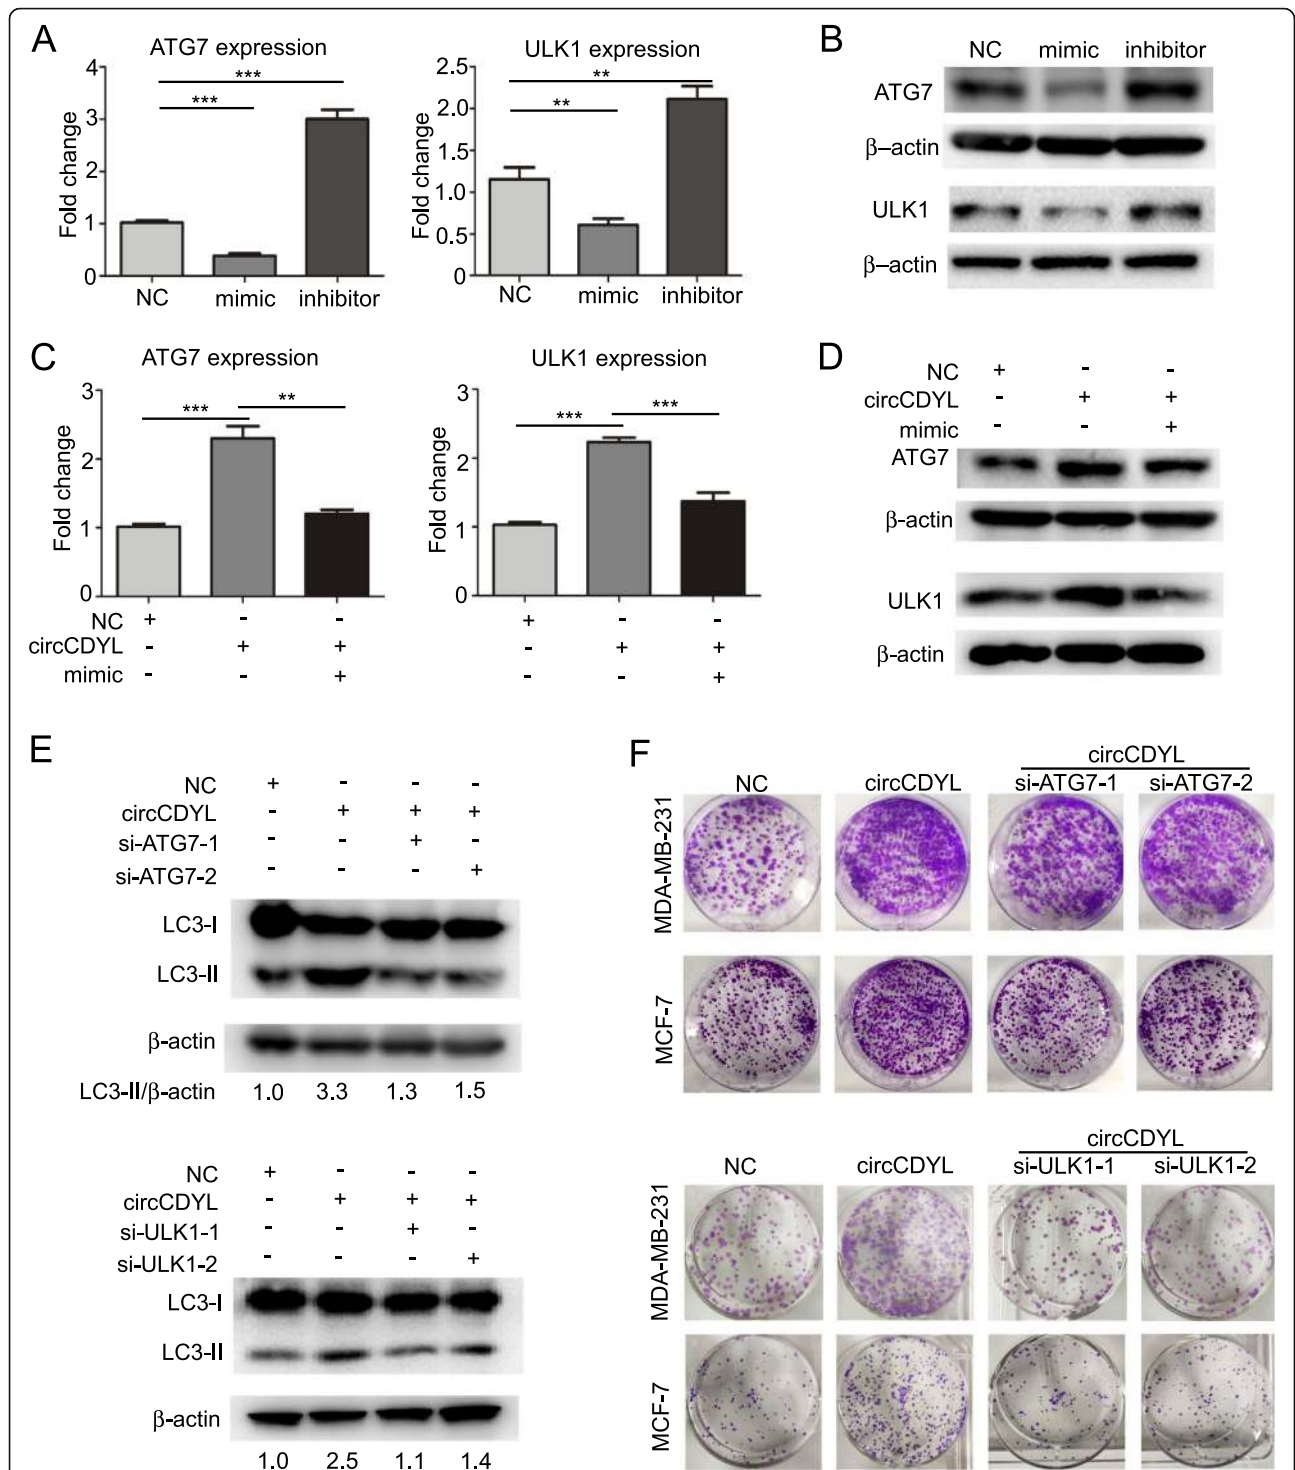 A
ATG7 expression
ULK1 expression
Fold change
4
3
2
1
0
***
***
NC mimic inhibitor
Fold change
2.5
2.0
1.5
1.0
0.5
0
**
**
NC mimic inhibitor
B
NC mimic inhibitor
ATG7
β–actin
ULK1
β–actin
C
ATG7 expression
ULK1 expression
Fold change
3
2
1
0
*** **
NC + - -
circCDYL - + +
mimic - - +
Fold change
3
2
1
0
*** ***
+ - -
- + +
- - +
D
NC + - -
circCDYL - + +
mimic - - +
ATG7
β-actin
ULK1
β-actin
E
NC + - - -
circCDYL - + + +
si-ATG7-1 - - + -
si-ATG7-2 - - - +
LC3-I
LC3-II
β-actin
LC3-II/β-actin 1.0 3.3 1.3 1.5
NC + - - -
circCDYL - + + +
si-ULK1-1 - - + -
si-ULK1-2 - - - +
LC3-I
LC3-II
β-actin
1.0 2.5 1.1 1.4
F
circCDYL
NC circCDYL si-ATG7-1 si-ATG7-2
MDA-MB-231
MCF-7
circCDYL
NC circCDYL si-ULK1-1 si-ULK1-2
MDA-MB-231
MCF-7